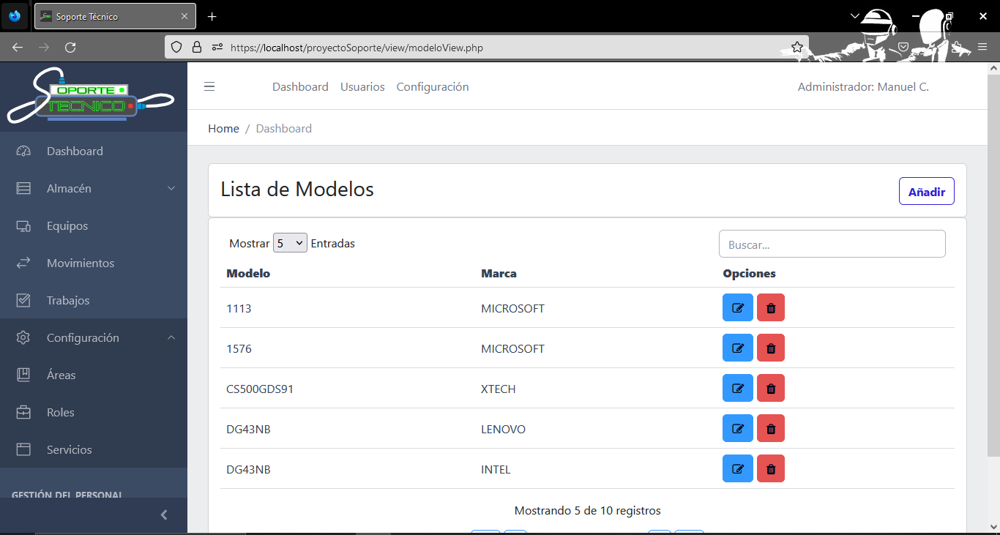 Soporte Técnico
https://localhost/proyectoSoporte/view/modeloView.php
OPORTE
TECNICO
Dashboard Usuarios Configuración
Administrador: Manuel C.
Home / Dashboard
Dashboard
Almacén
Equipos
Movimientos
Trabajos
Configuración
Áreas
Roles
Servicios
GESTIÓN DEL PERSONAL
Lista de Modelos
Añadir
Mostrar 5 Entradas
Buscar...
Modelo Marca Opciones
1113 MICROSOFT
1576 MICROSOFT
CS500GDS91 XTECH
DG43NB LENOVO
DG43NB INTEL
Mostrando 5 de 10 registros